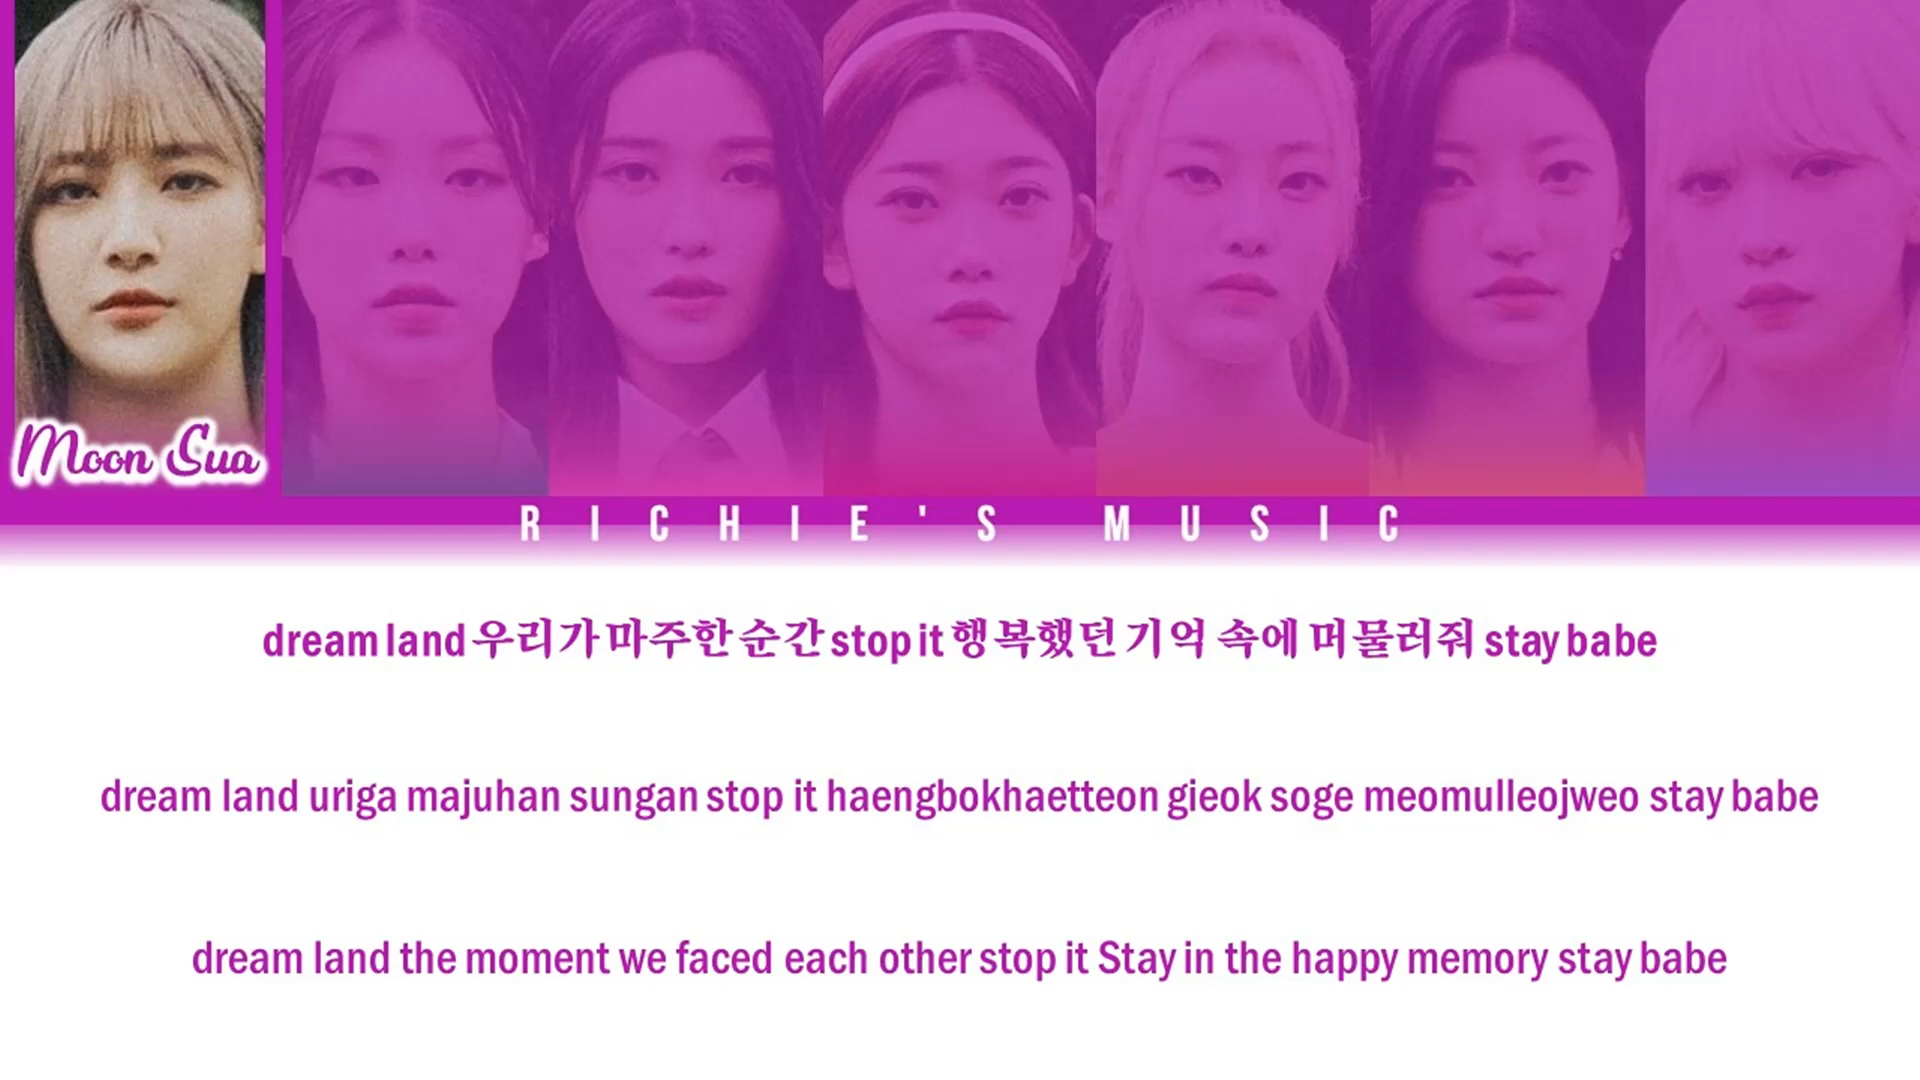 Moon Sua
RICHIE'S MUSIC
dream land 우리가 마주한 순간 stop it 행복했던 기억 속에 머물러줘 stay babe
dream land uriga majuhan sungan stop it haengbokhaetteon gieok soge meomulleojweo stay babe
dream land the moment we faced each other stop it Stay in the happy memory stay babe